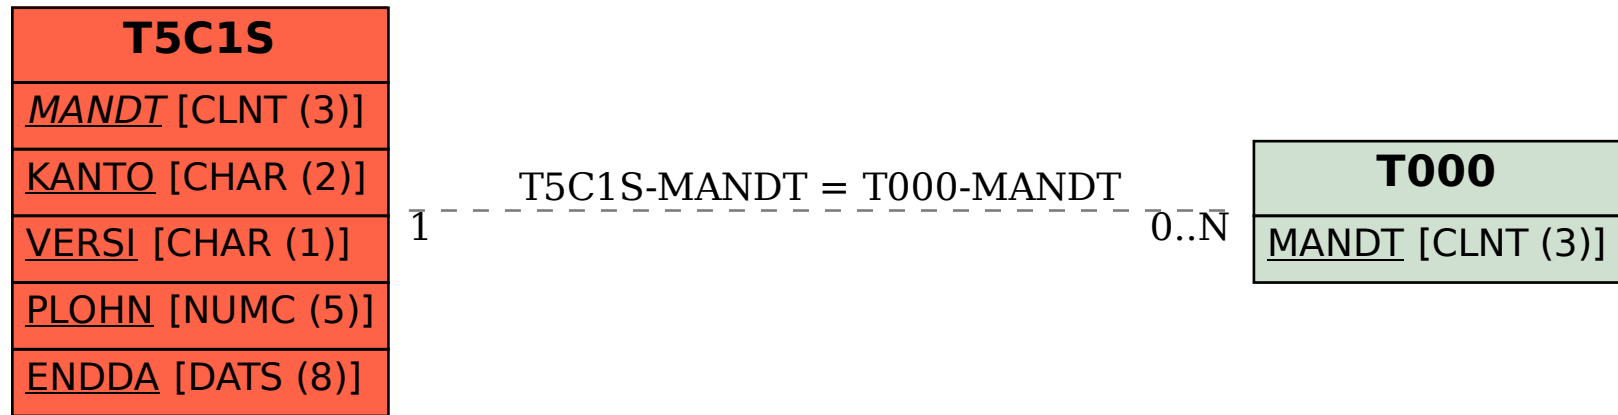 T5C1S
MANDT [CLNT (3)]
KANTO [CHAR (2)]
VERSI [CHAR (1)]
PLOHN [NUMC (5)]
ENDDA [DATS (8)]
T5C1S-MANDT = T000-MANDT
1
0..N
T000
MANDT [CLNT (3)]